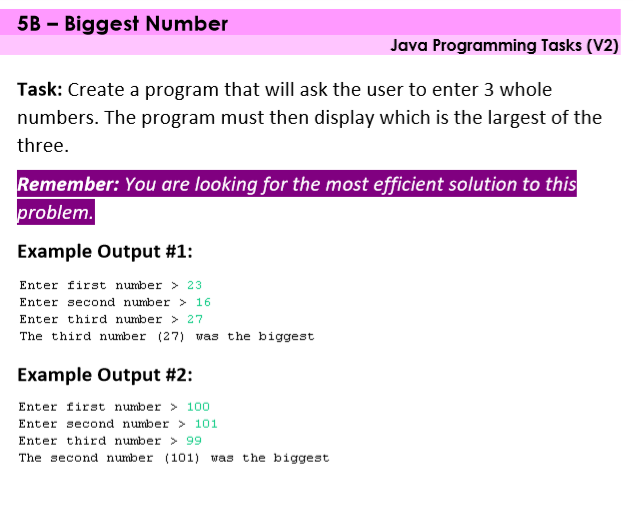 5B – Biggest Number
Java Programming Tasks (V2)
Task: Create a program that will ask the user to enter 3 whole
numbers. The program must then display which is the largest of the
three.
Remember: You are looking for the most efficient solution to this
problem.
Example Output #1:
Enter first number > 23
Enter second number > 16
Enter third number > 27
The third number (27) was the biggest
Example Output #2:
Enter first number > 100
Enter second number > 101
Enter third number > 99
The second number (101) was the biggest